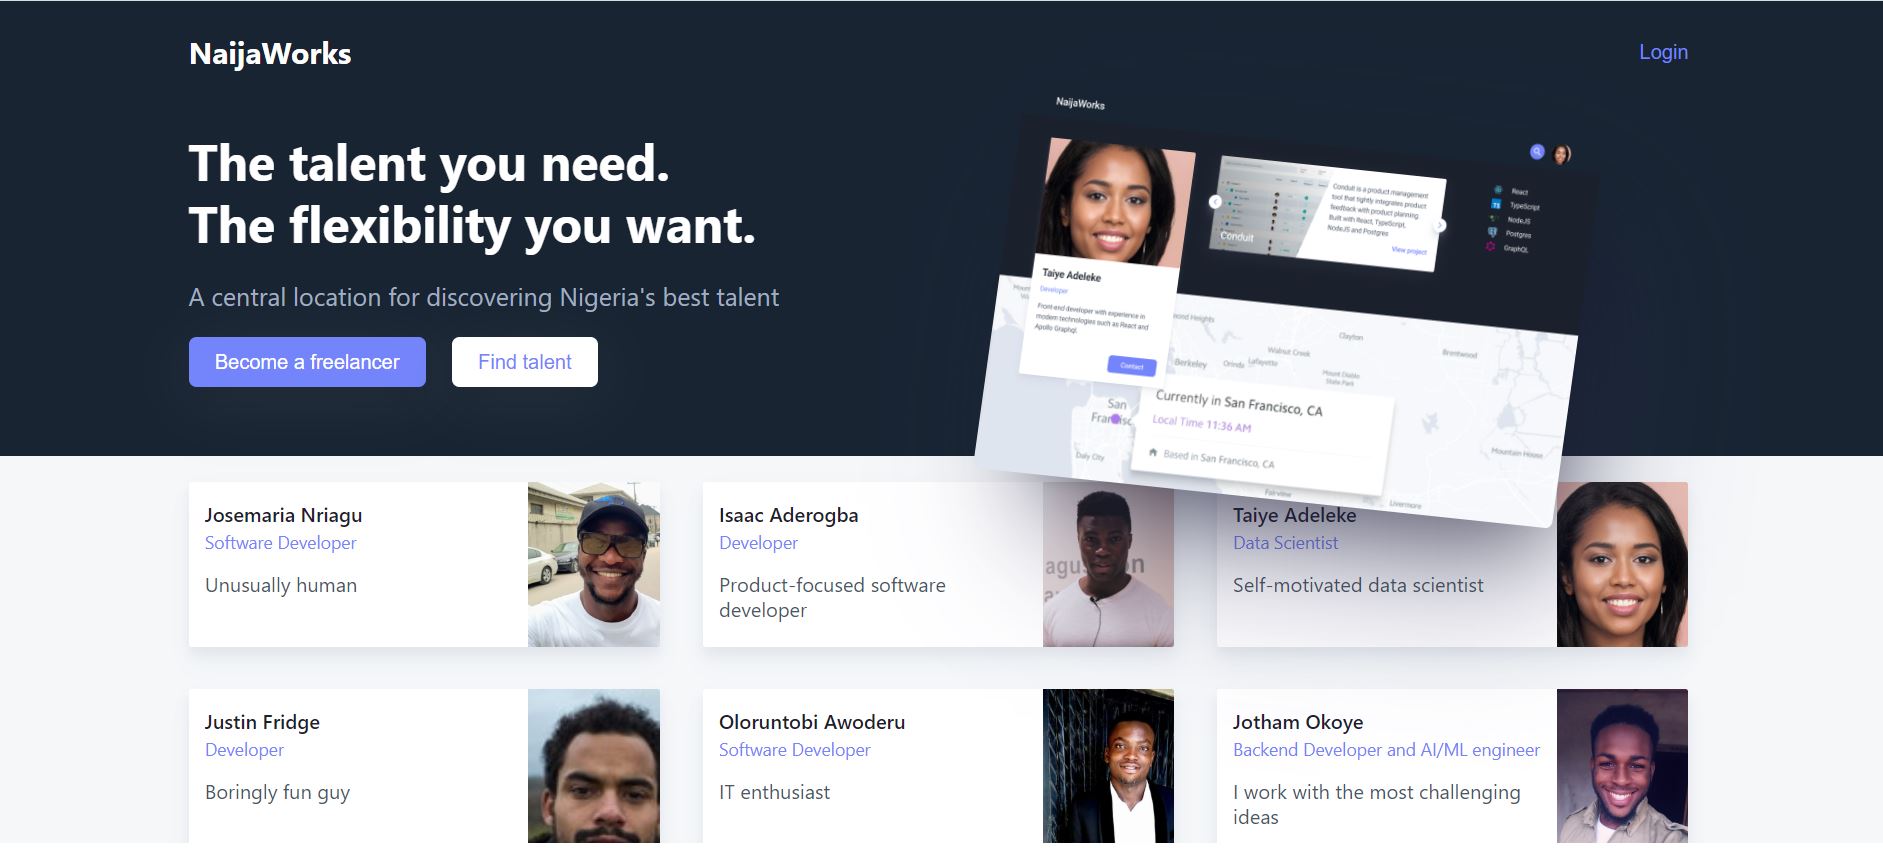 NaijaWorks
Login
The talent you need.
The flexibility you want.
A central location for discovering Nigeria's best talent
Become a freelancer
Find talent
NaijaWorks
Taiye Adeleke
Developer
Front-end developer with experience in
modern technologies such as React and
Apollo Graphql
Contact
Conduit
Conduit is a product management
tool that tightly integrates product
feedback with product planning
Built with React, TypeScript,
NodeJS and Postgres
View project
React
TypeScript
NodeJS
Postgres
GraphQL
Heights
Clayton
Brentwood
Walnut Creek
Berkeley
Orinda
Lafayette
Mount Diablo
State Park
San
Daly City
Mountain House
Fairview
Livermore
Currently in San Francisco, CA
Local Time 11:36 AM
Based in San Francisco, CA
Josemaria Nriagu
Software Developer
Unusually human
Isaac Aderogba
Developer
Product-focused software
developer
Taiye Adeleke
Data Scientist
Self-motivated data scientist
Justin Fridge
Developer
Boringly fun guy
Oloruntobi Awoderu
Software Developer
IT enthusiast
Jotham Okoye
Backend Developer and AI/ML engineer
I work with the most challenging
ideas